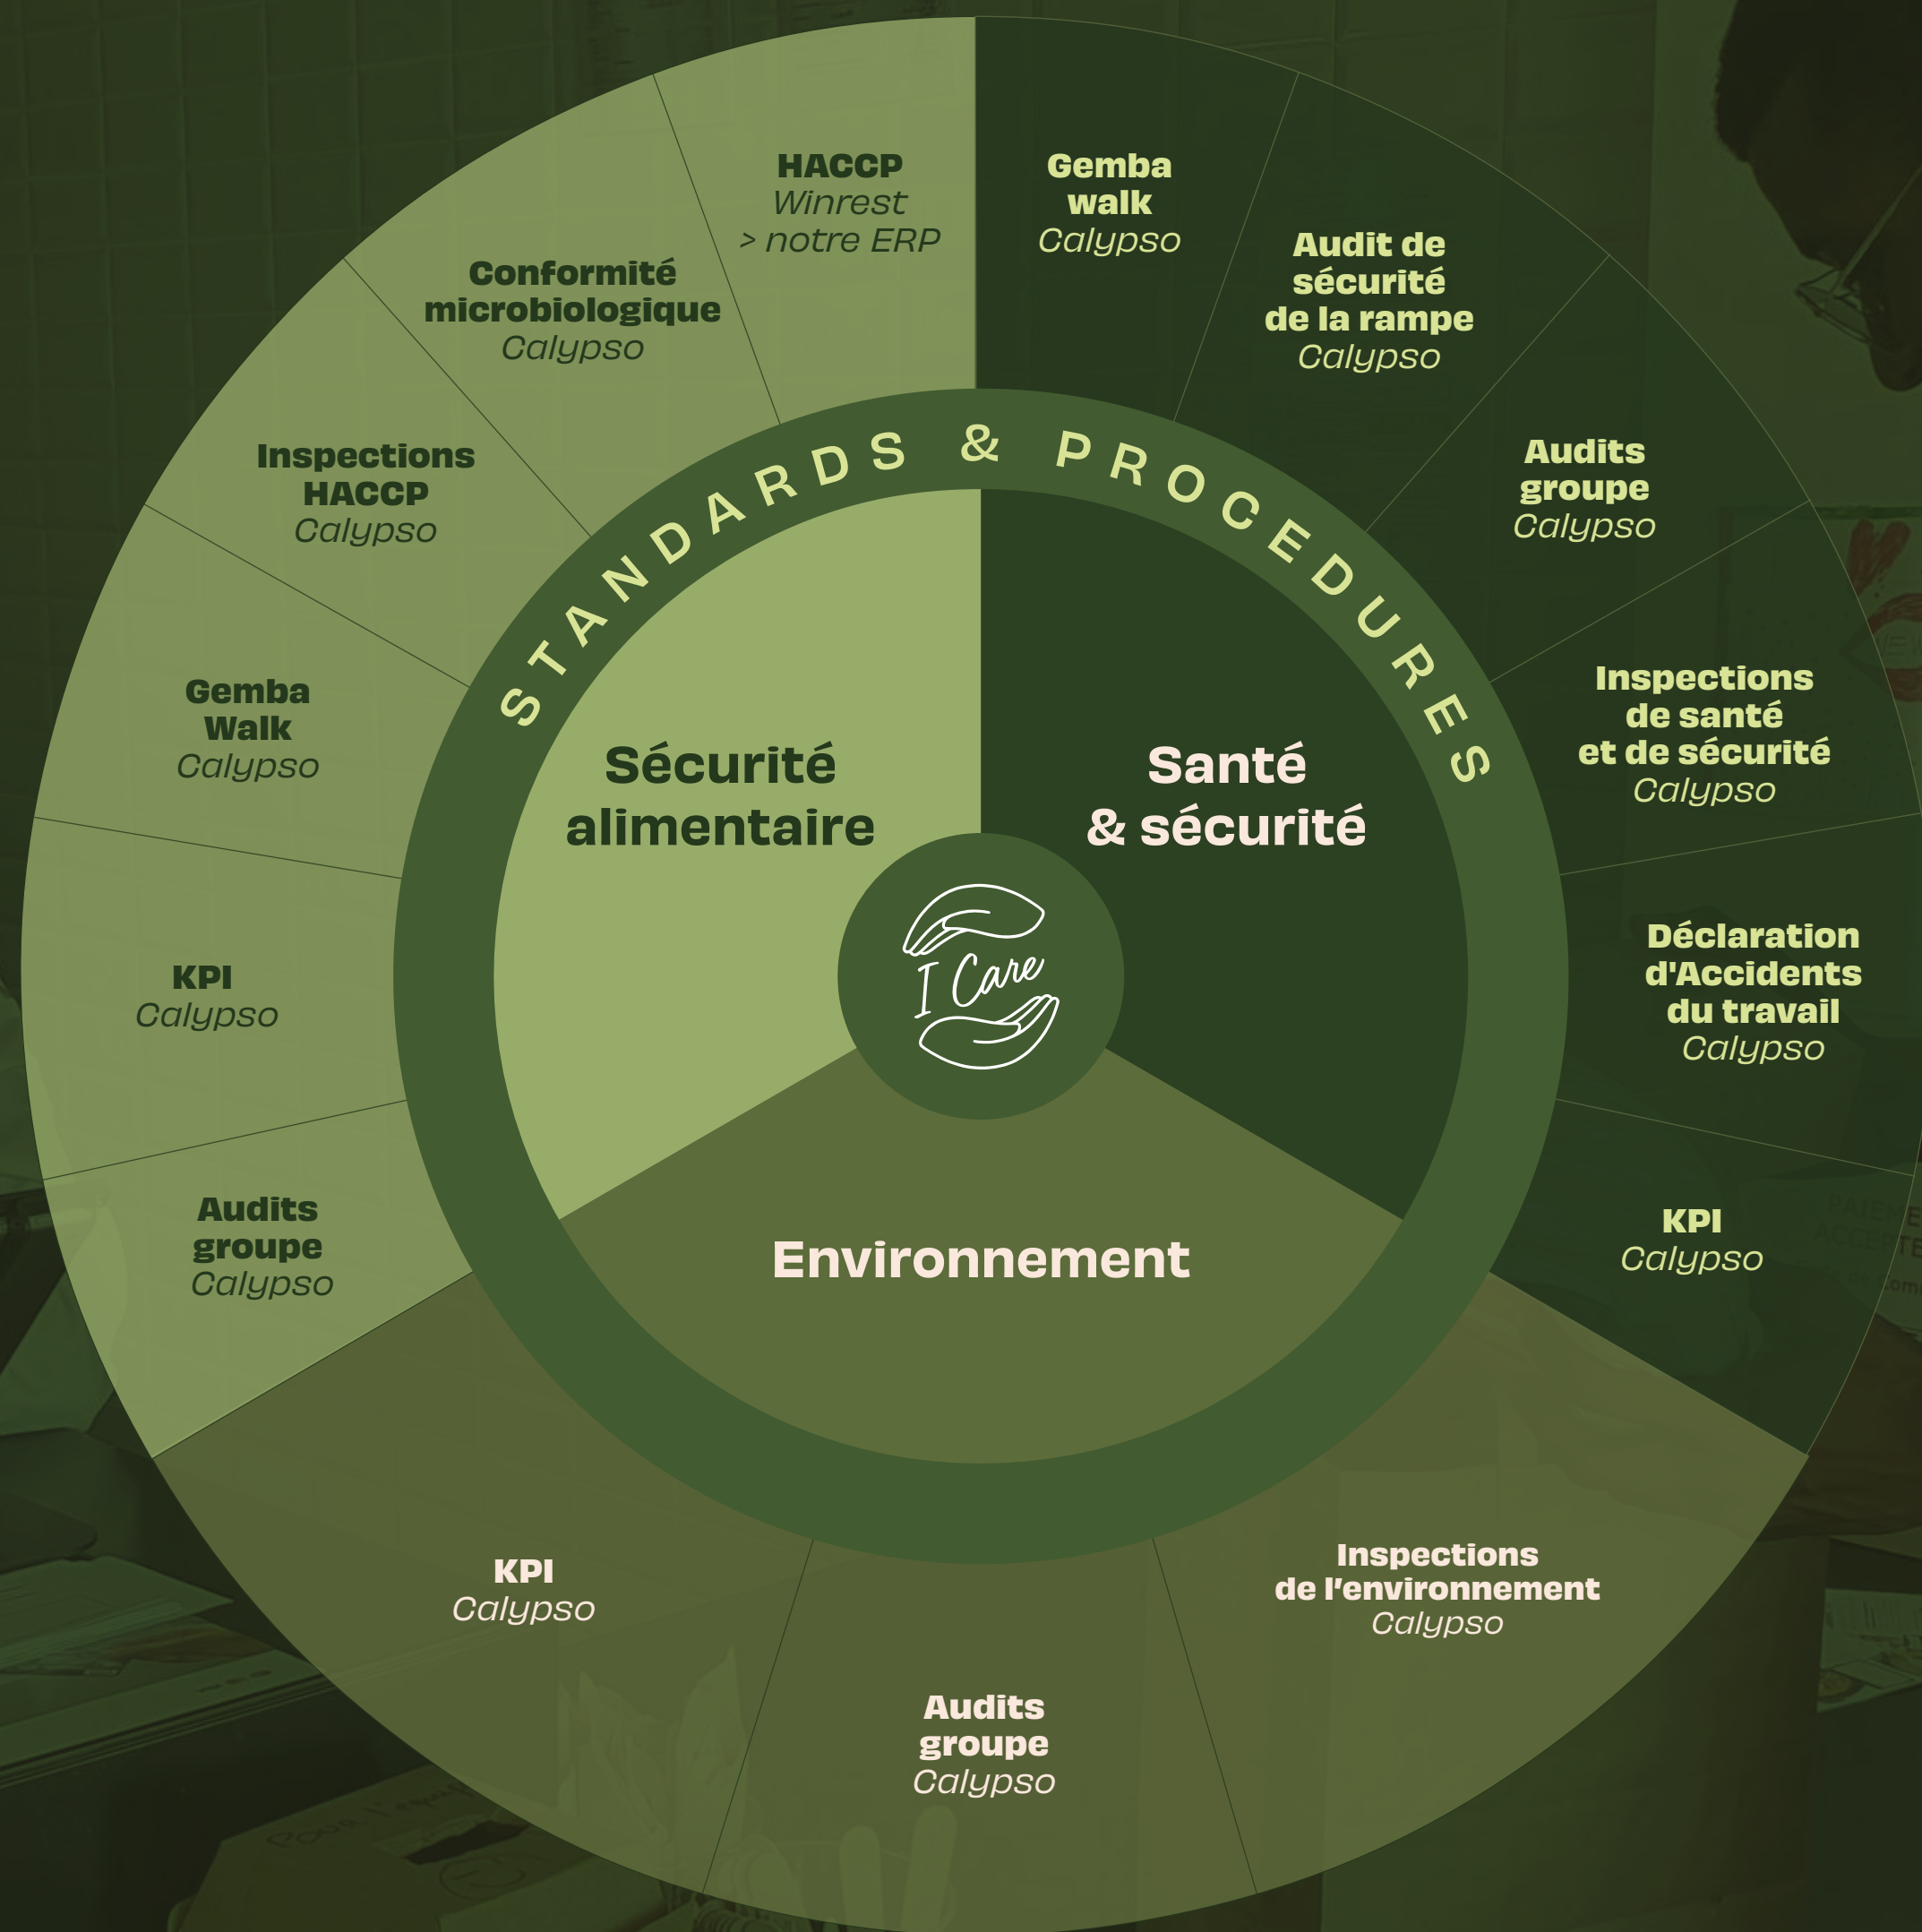 STANDARDS & PROCEDURES
Sécurité
alimentaire
Santé
& sécurité
Environnement
I Care
Gemba
walk
Calypso
Audit de
sécurité
de la rampe
Calypso
Audits
groupe
Calypso
Inspections
de santé
et de sécurité
Calypso
Déclaration
d'Accidents
du travail
Calypso
KPI
Calypso
Inspections
de l’environnement
Calypso
Audits
groupe
Calypso
KPI
Calypso
Audits
groupe
Calypso
KPI
Calypso
Gemba
Walk
Calypso
Inspections
HACCP
Calypso
Conformité
microbiologique
Calypso
HACCP
Winrest
> notre ERP
Pour